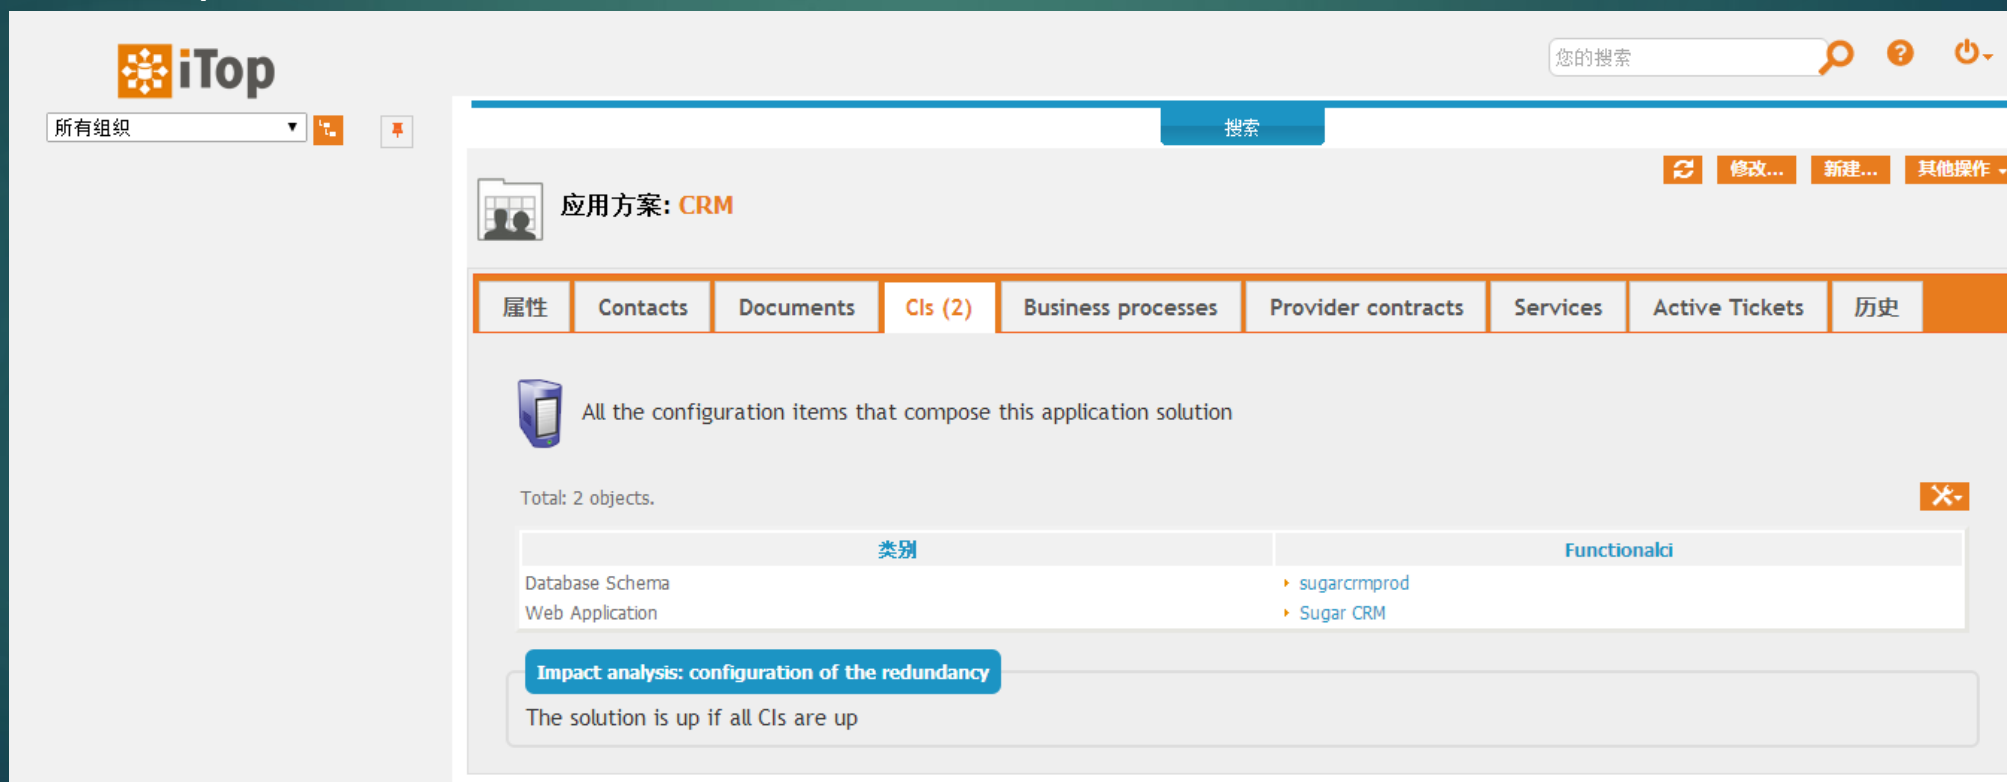 iTop
您的搜索
所有组织
搜索
修改... 新建... 其他操作
应用方案: CRM
属性 Contacts Documents CIs (2) Business processes Provider contracts Services Active Tickets 历史
All the configuration items that compose this application solution
Total: 2 objects.
类别 Functionalci
Database Schema sugarcrmprod
Web Application Sugar CRM
Impact analysis: configuration of the redundancy
The solution is up if all CIs are up